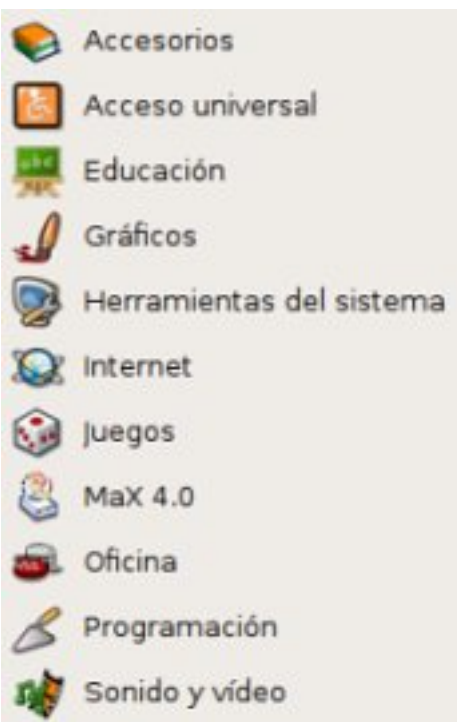 Accesorios
Acceso universal
Educación
Gráficos
Herramientas del sistema
Internet
Juegos
MaX 4.0
Oficina
Programación
Sonido y vídeo